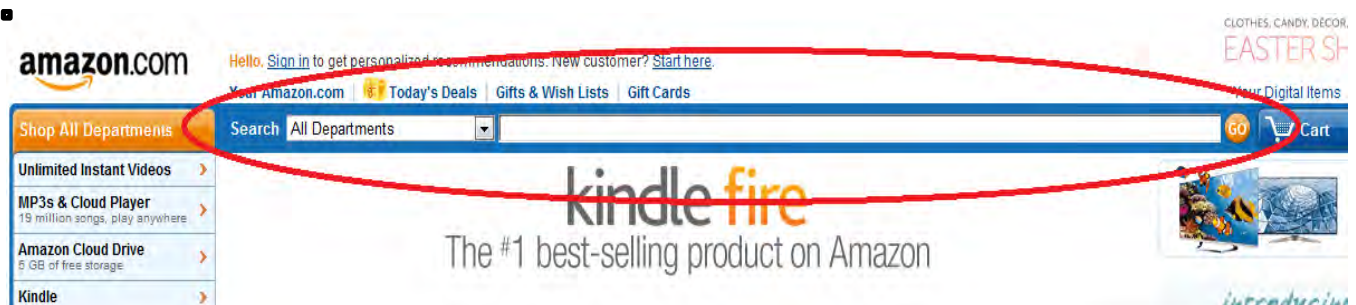 CLOTHES, CANDY, DÉCOR,
EASTER SH
amazon.com
Hello. Sign in to get personalized recommendations. New customer? Start here.
Your Amazon.com | Today's Deals | Gifts & Wish Lists | Gift Cards
Your Digital Items
Shop All Departments
Search All Departments GO Cart
Unlimited Instant Videos
MP3s & Cloud Player
19 million songs, play anywhere
Amazon Cloud Drive
5 GB of free storage
Kindle
kindle fire
The #1 best-selling product on Amazon
introducing